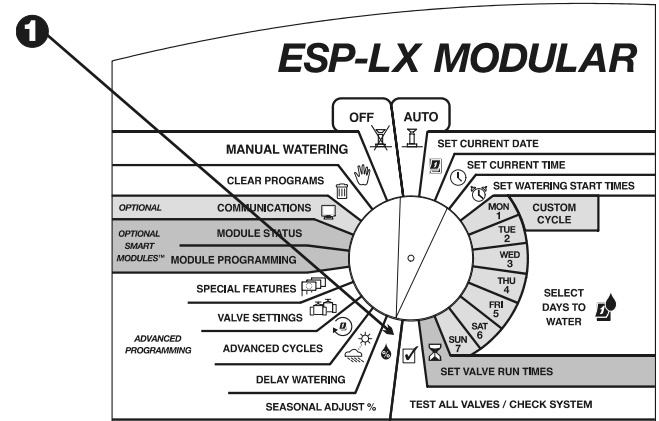 1
ESP-LX MODULAR
OFF
AUTO
MANUAL WATERING
SET CURRENT DATE
CLEAR PROGRAMS
SET CURRENT TIME
OPTIONAL
COMMUNICATIONS
SET WATERING START TIMES
OPTIONAL
SMART
MODULES™
MODULE STATUS
MODULE PROGRAMMING
MON
1
CUSTOM
CYCLE
TUE
2
WED
3
THU
4
FRI
5
SAT
6
SUN
7
SELECT
DAYS TO
WATER
SPECIAL FEATURES
VALVE SETTINGS
ADVANCED
PROGRAMMING
ADVANCED CYCLES
DELAY WATERING
SEASONAL ADJUST %
%
SET VALVE RUN TIMES
TEST ALL VALVES / CHECK SYSTEM